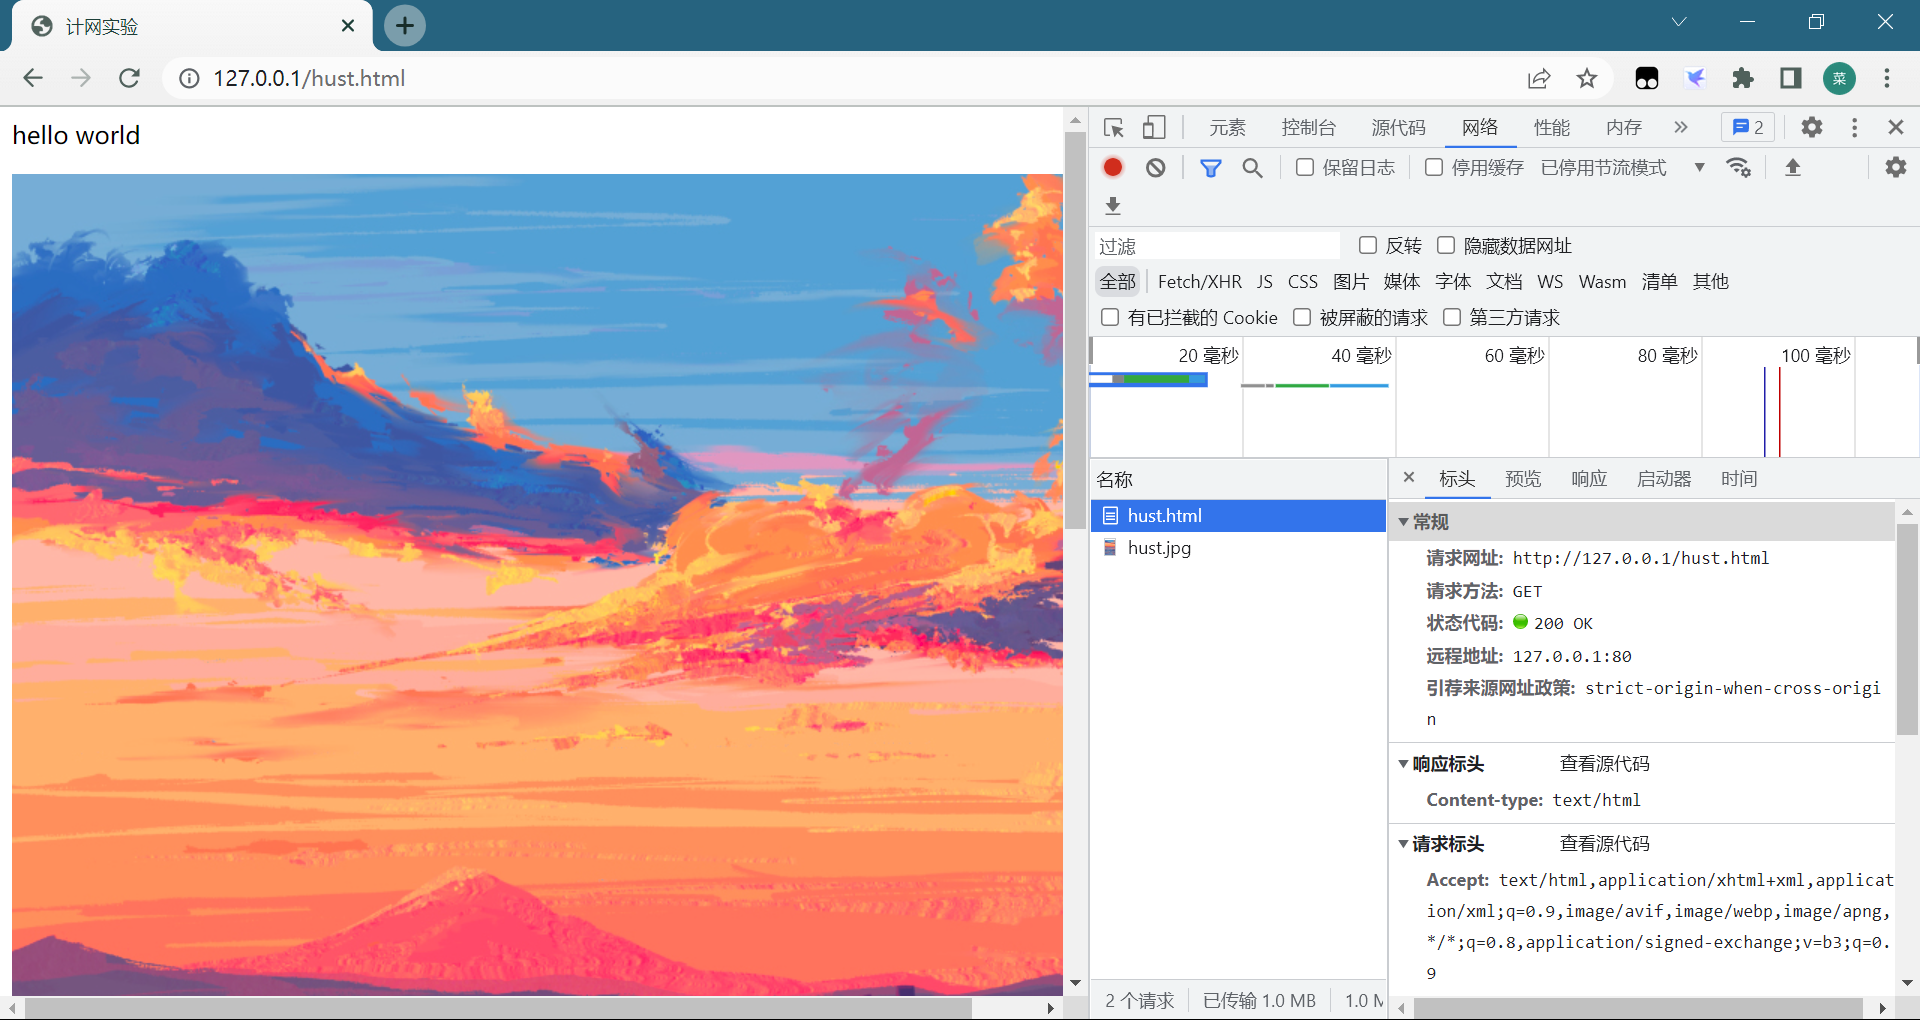 计网实验
127.0.0.1/hust.html
菜
hello world
元素 控制台 源代码 网络 性能 内存 2
保留日志 停用缓存 已停用节流模式
过滤 反转 隐藏数据网址
全部 Fetch/XHR JS CSS 图片 媒体 字体 文档 WS Wasm 清单 其他
有已拦截的 Cookie 被屏蔽的请求 第三方请求
20 毫秒 40 毫秒 60 毫秒 80 毫秒 100 毫秒
名称 标头 预览 响应 启动器 时间
hust.html
hust.jpg
常规
请求网址: http://127.0.0.1/hust.html
请求方法: GET
状态代码: 200 OK
远程地址: 127.0.0.1:80
引荐来源网址政策: strict-origin-when-cross-origi
n
响应标头 查看源代码
Content-type: text/html
请求标头 查看源代码
Accept: text/html,application/xhtml+xml,applicat
ion/xml;q=0.9,image/avif,image/webp,image/apng,
*/*;q=0.8,application/signed-exchange;v=b3;q=0.
9
2 个请求 已传输 1.0 MB 1.0 M